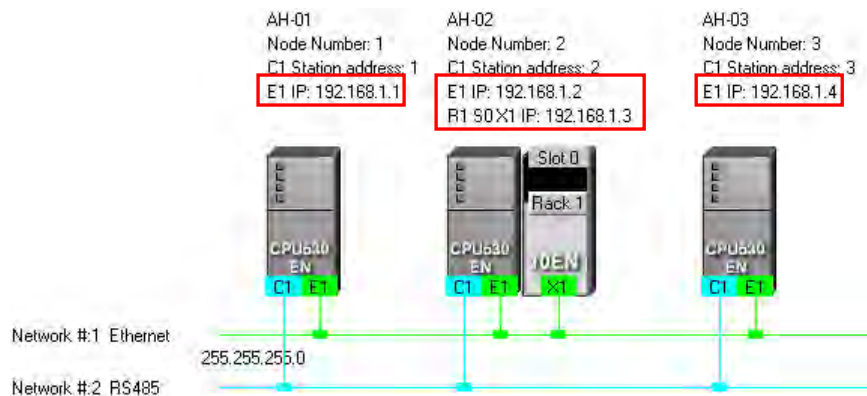 AH-01
Node Number: 1
C1 Station address: 1
E1 IP: 192.168.1.1
AH-02
Node Number: 2
C1 Station address: 2
E1 IP: 192.168.1.2
R1 S0 X1 IP: 192.168.1.3
AH-03
Node Number: 3
C1 Station address: 3
E1 IP: 192.168.1.4
CPU530
EN
C1 E1
CPU530
EN
C1 E1
Slot 0
Rack 1
10EN
X1
CPU530
EN
C1 E1
Network #:1 Ethernet
255.255.255.0
Network #:2 RS485